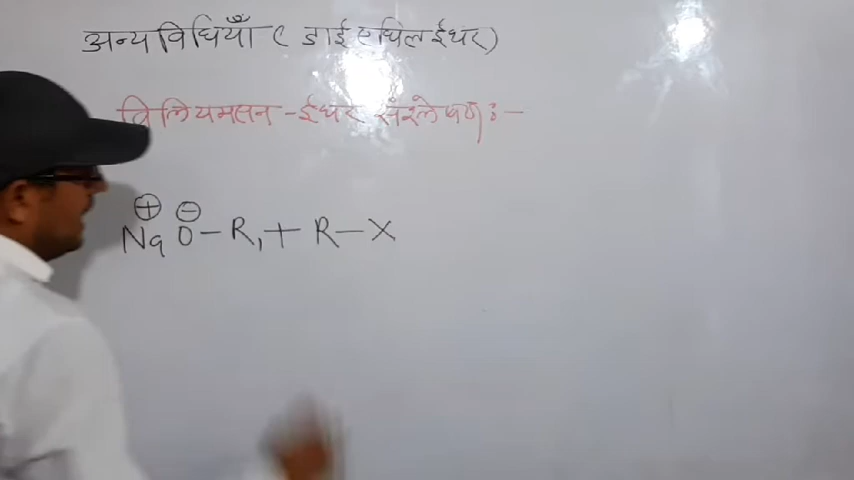 अन्य विधियाँ ( डाई एथिल ईथर )
विलियमसन - ईथर संश्लेषण :-
⊕ ⊖
Na O - R₁ + R - X